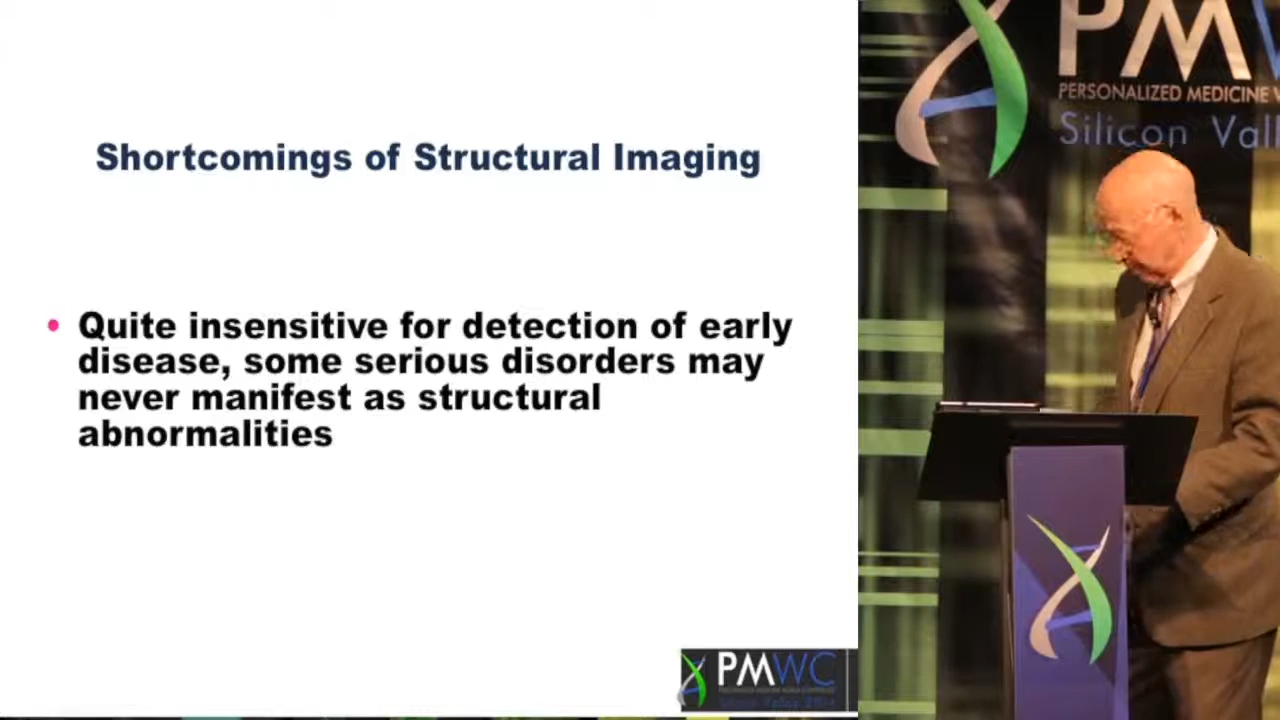 Shortcomings of Structural Imaging
• Quite insensitive for detection of early
disease, some serious disorders may
never manifest as structural
abnormalities
PMWC
PMW
PERSONALIZED MEDICINE W
Silicon Vall